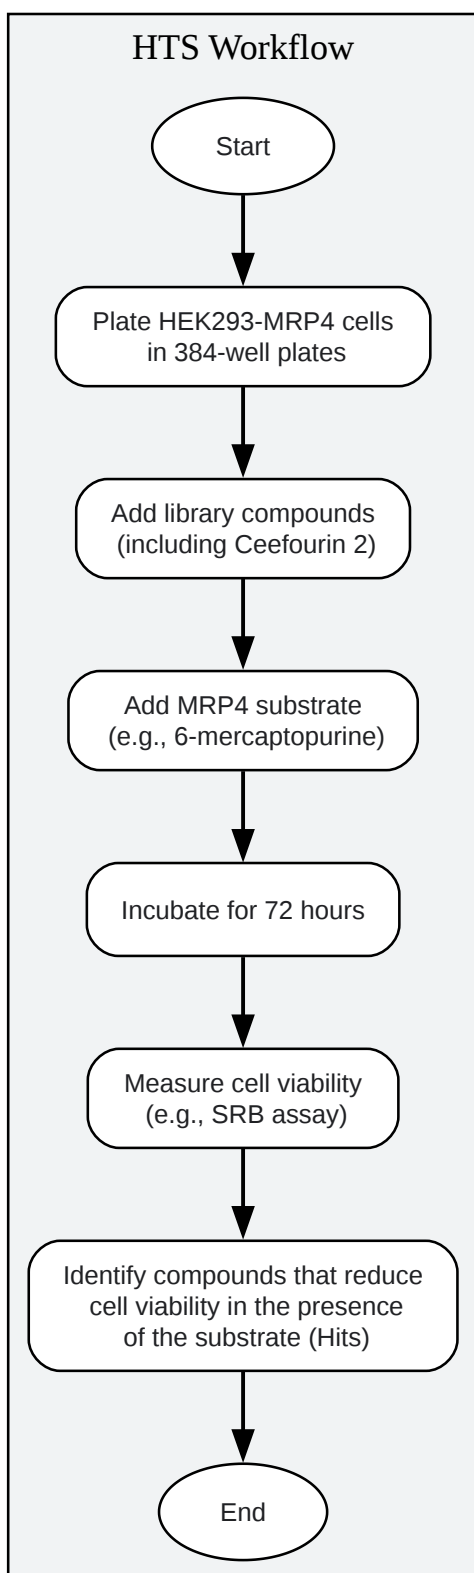 HTS Workflow
Start
Plate HEK293-MRP4 cells
in 384-well plates
Add library compounds
(including Ceefourin 2)
Add MRP4 substrate
(e.g., 6-mercaptopurine)
Incubate for 72 hours
Measure cell viability
(e.g., SRB assay)
Identify compounds that reduce
cell viability in the presence
of the substrate (Hits)
End